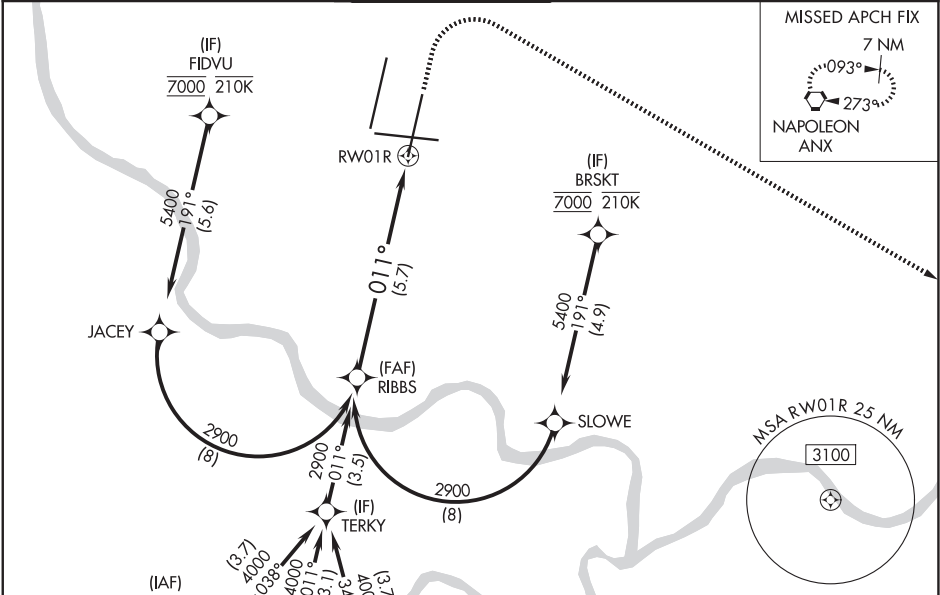 MISSED APCH FIX
7 NM
093°
273°
NAPOLEON
ANX
(IF)
FIDVU
7000 210K
RW01R
(IF)
BRSKT
7000 210K
5400
191°
(5.6)
011°
(5.7)
5400
191°
(4.9)
JACEY
(FAF)
RIBBS
SLOWE
2900
(8)
2900
011°
(3.5)
2900
(8)
MSA RW01R 25 NM
3100
(IF)
TERKY
(3.7)
4000
038°
4000
011°
(IAF)